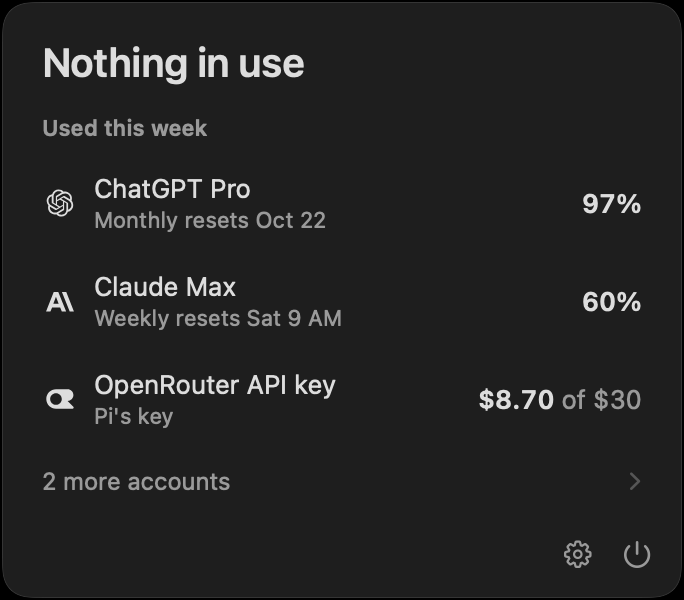 Nothing in use
Used this week
ChatGPT Pro
Monthly resets Oct 22
97%
Claude Max
Weekly resets Sat 9 AM
60%
OpenRouter API key
Pi's key
$8.70 of $30
2 more accounts